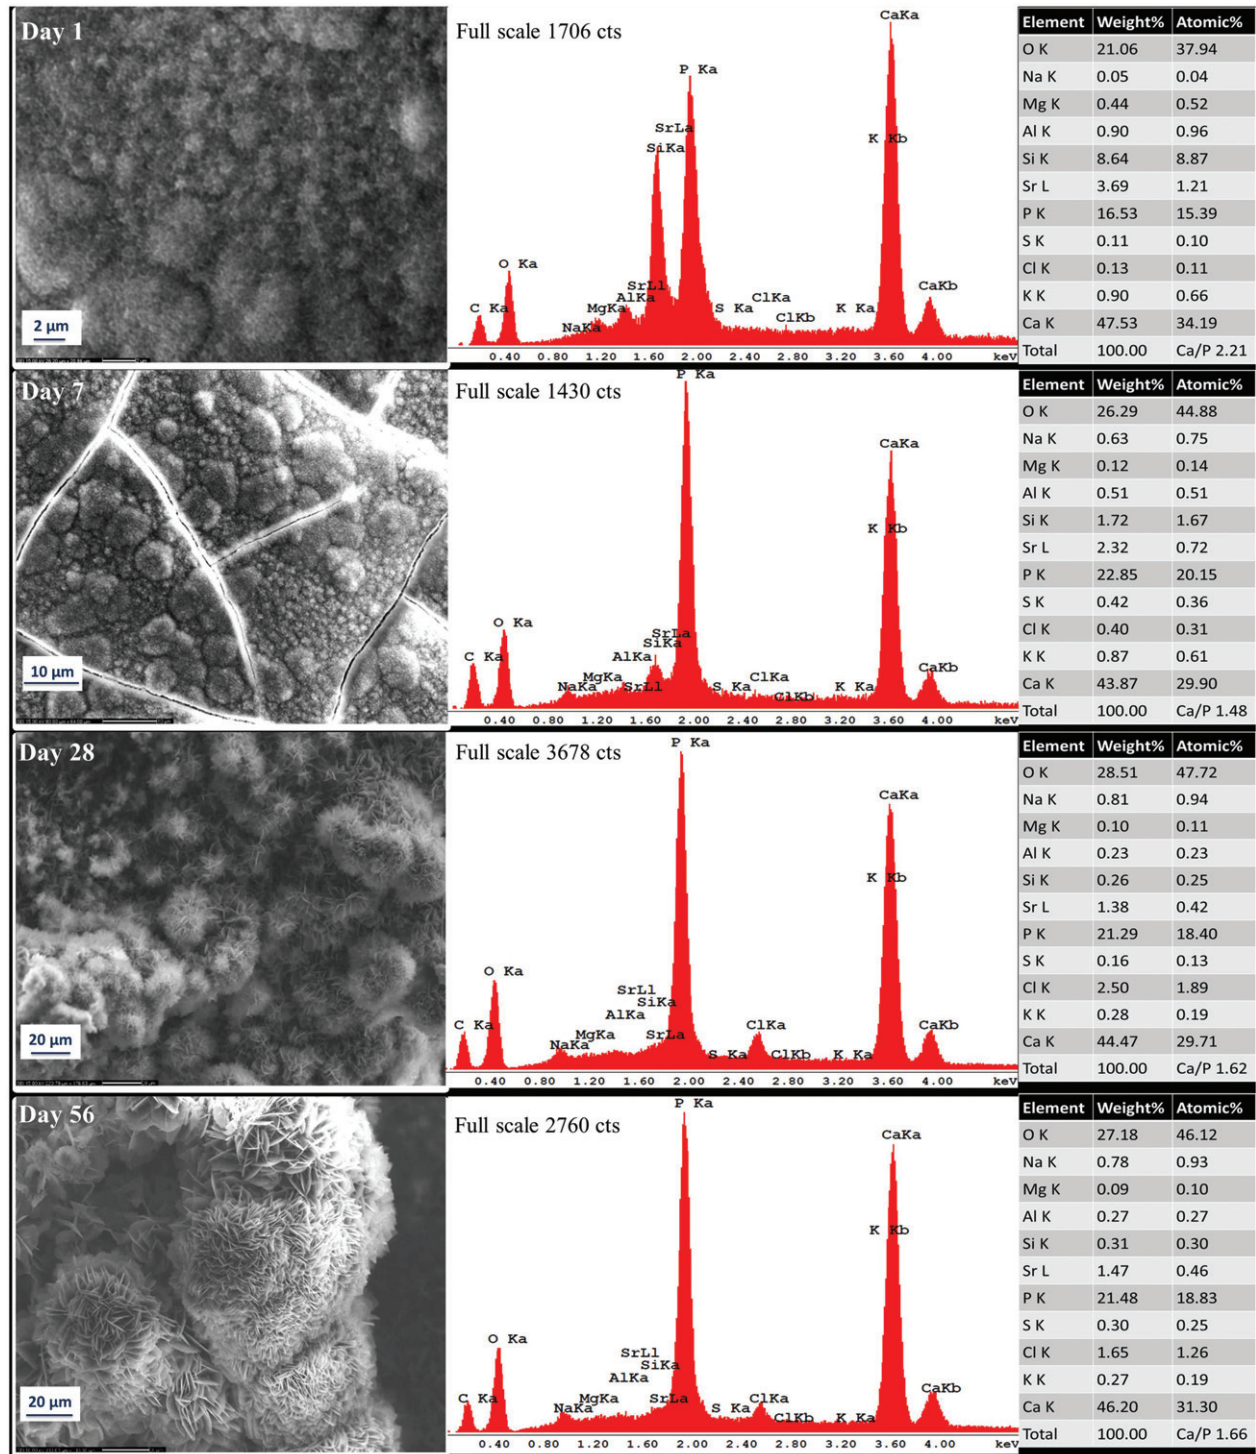 Day 1
2 µm
Full scale 1706 cts
CaKa
P Ka
K Kb
SrLa
SiKa
O Ka
SrLl
AlKa
C Ka
MgKa
NaKa
S Ka
ClKa
ClKb
K Ka
CaKb
0.40 0.80 1.20 1.60 2.00 2.40 2.80 3.20 3.60 4.00 keV
Element Weight% Atomic%
O K 21.06 37.94
Na K 0.05 0.04
Mg K 0.44 0.52
Al K 0.90 0.96
Si K 8.64 8.87
Sr L 3.69 1.21
P K 16.53 15.39
S K 0.11 0.10
Cl K 0.13 0.11
K K 0.90 0.66
Ca K 47.53 34.19
Total 100.00 Ca/P 2.21
Day 7
10 µm
Full scale 1430 cts
P Ka
CaKa
K Kb
O Ka
SrLa
SiKa
C Ka
AlKa
MgKa
NaKa
SrLl
S Ka
ClKa
ClKb
K Ka
CaKb
0.40 0.80 1.20 1.60 2.00 2.40 2.80 3.20 3.60 4.00 keV
Element Weight% Atomic%
O K 26.29 44.88
Na K 0.63 0.75
Mg K 0.12 0.14
Al K 0.51 0.51
Si K 1.72 1.67
Sr L 2.32 0.72
P K 22.85 20.15
S K 0.42 0.36
Cl K 0.40 0.31
K K 0.87 0.61
Ca K 43.87 29.90
Total 100.00 Ca/P 1.48
Day 28
20 µm
Full scale 3678 cts
P Ka
CaKa
K Kb
O Ka
SrLl
SiKa
AlKa
C Ka
NaKa
MgKa
SrLa
S Ka
ClKa
ClKb
K Ka
CaKb
0.40 0.80 1.20 1.60 2.00 2.40 2.80 3.20 3.60 4.00 keV
Element Weight% Atomic%
O K 28.51 47.72
Na K 0.81 0.94
Mg K 0.10 0.11
Al K 0.23 0.23
Si K 0.26 0.25
Sr L 1.38 0.42
P K 21.29 18.40
S K 0.16 0.13
Cl K 2.50 1.89
K K 0.28 0.19
Ca K 44.47 29.71
Total 100.00 Ca/P 1.62
Day 56
20 µm
Full scale 2760 cts
P Ka
CaKa
K Kb
O Ka
SrLl
SiKa
AlKa
C Ka
NaKa
MgKa
SrLa
S Ka
ClKa
ClKb
K Ka
CaKb
0.40 0.80 1.20 1.60 2.00 2.40 2.80 3.20 3.60 4.00 keV
Element Weight% Atomic%
O K 27.18 46.12
Na K 0.78 0.93
Mg K 0.09 0.10
Al K 0.27 0.27
Si K 0.31 0.30
Sr L 1.47 0.46
P K 21.48 18.83
S K 0.30 0.25
Cl K 1.65 1.26
K K 0.27 0.19
Ca K 46.20 31.30
Total 100.00 Ca/P 1.66